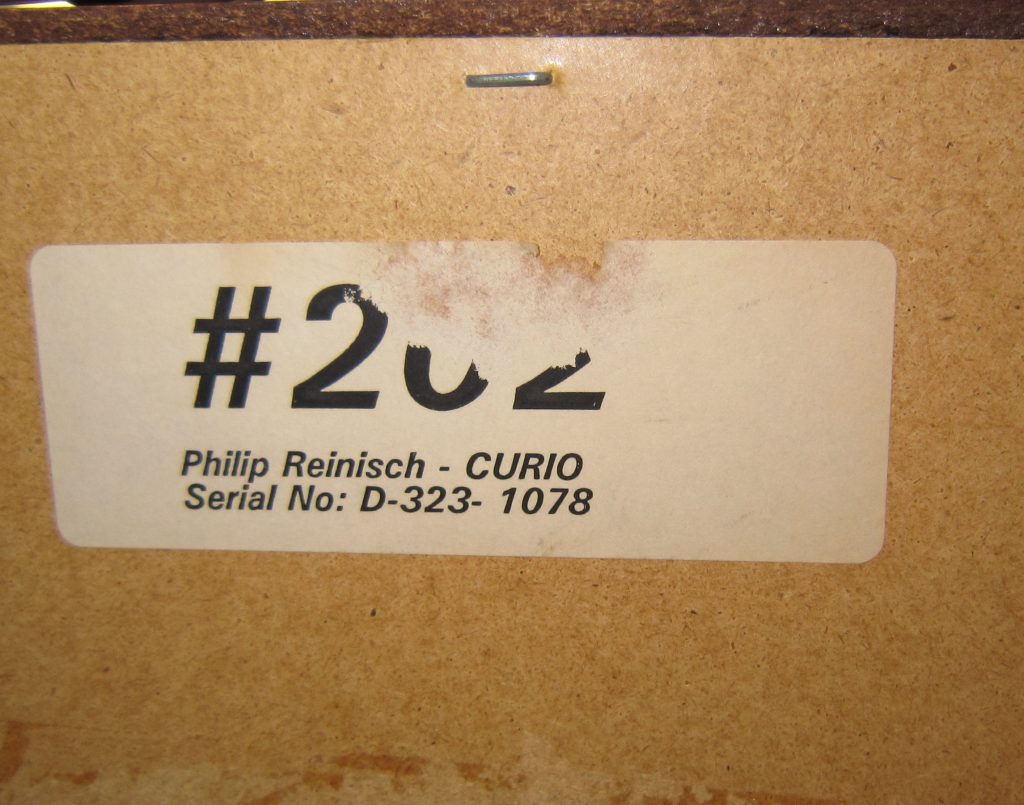 Philip Reinisch - CURIO
Serial No: D-323- 1078